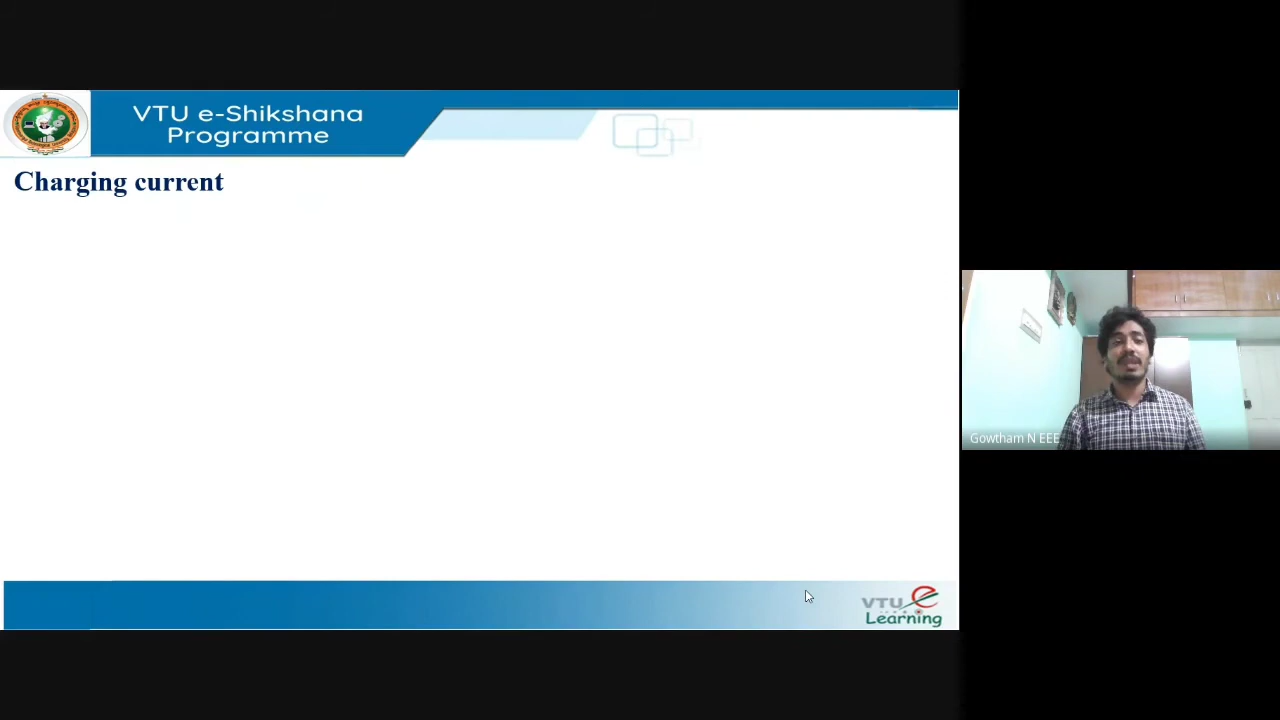 VTU e-Shikshana
Programme
Charging current
Gowtham N EEE
VTU e
Learning